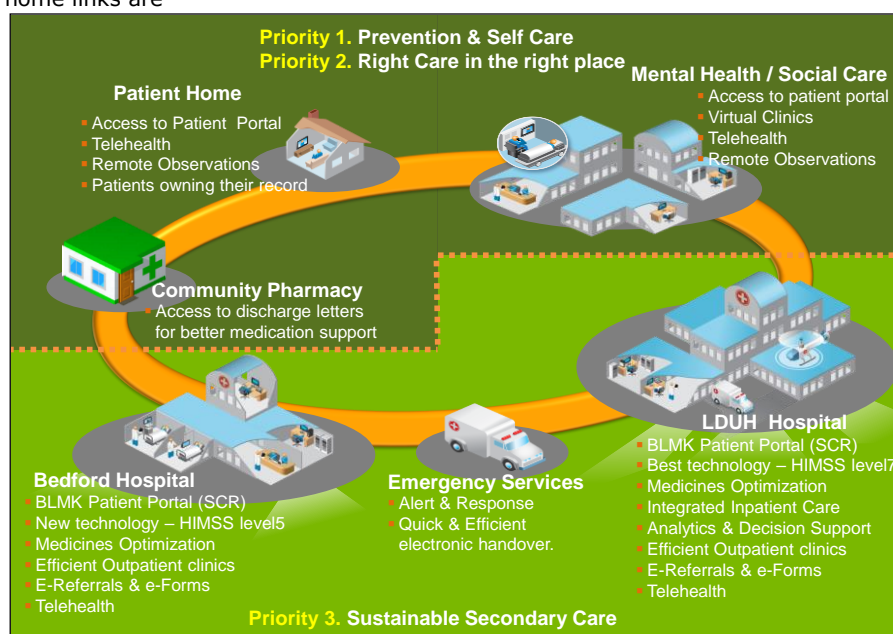 home links are
Priority 1. Prevention & Self Care
Priority 2. Right Care in the right place
Patient Home
▪ Access to Patient Portal
▪ Telehealth
▪ Remote Observations
▪ Patients owning their record
Mental Health / Social Care
▪ Access to patient portal
▪ Virtual Clinics
▪ Telehealth
▪ Remote Observations
Community Pharmacy
▪ Access to discharge letters
for better medication support
Bedford Hospital
▪ BLMK Patient Portal (SCR)
▪ New technology – HIMSS level5
▪ Medicines Optimization
▪ Efficient Outpatient clinics
▪ E-Referrals & e-Forms
▪ Telehealth
Emergency Services
▪ Alert & Response
▪ Quick & Efficient
electronic handover.
LDUH Hospital
▪ BLMK Patient Portal (SCR)
▪ Best technology – HIMSS level7
▪ Medicines Optimization
▪ Integrated Inpatient Care
▪ Analytics & Decision Support
▪ Efficient Outpatient clinics
▪ E-Referrals & e-Forms
▪ Telehealth
Priority 3. Sustainable Secondary Care